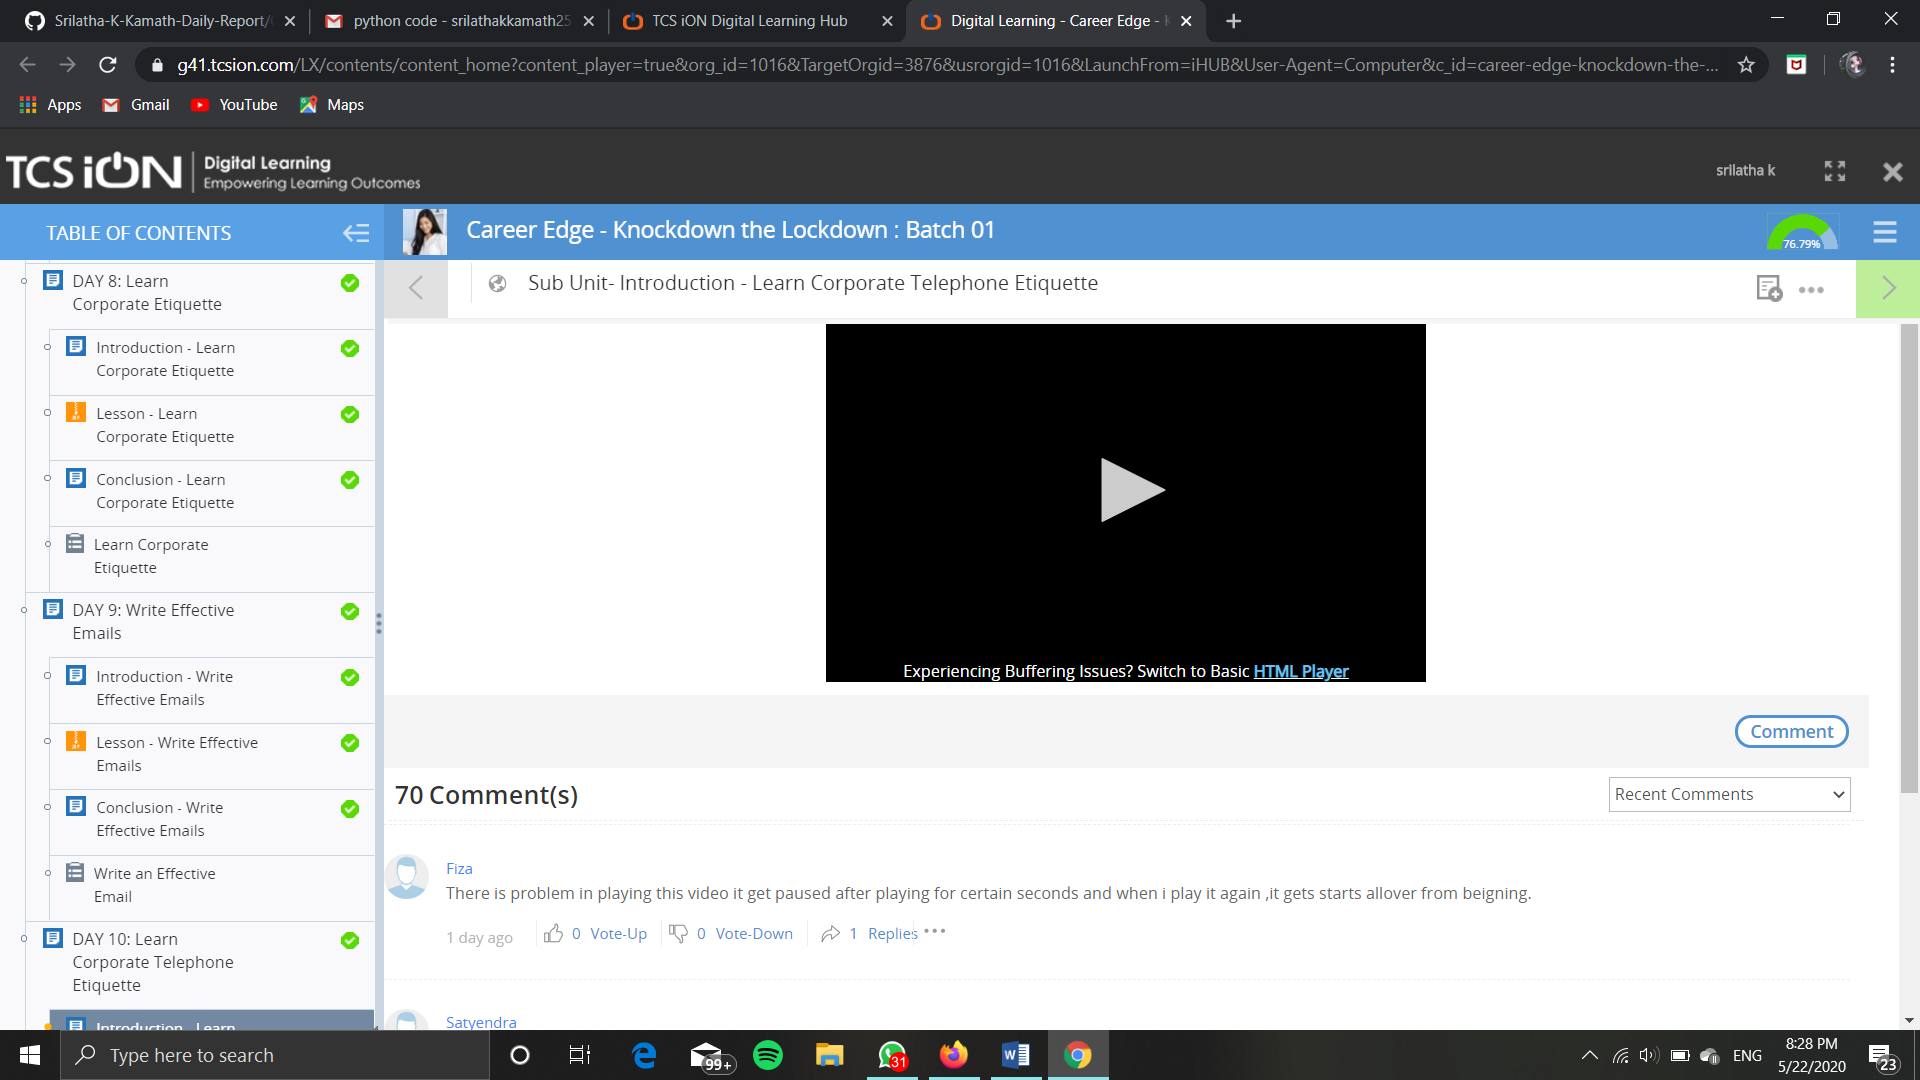 Srilatha-K-Kamath-Daily-Report/
python code - srilathakkamath25
TCS iON Digital Learning Hub
Digital Learning - Career Edge -
g41.tcsion.com/LX/contents/content_home?content_player=true&org_id=1016&TargetOrgid=3876&usrorgid=1016&LaunchFrom=iHUB&User-Agent=Computer&c_id=career-edge-knockdown-the-...
Apps
Gmail
YouTube
Maps
TCS iON
Digital Learning
Empowering Learning Outcomes
srilatha k
TABLE OF CONTENTS
Career Edge - Knockdown the Lockdown : Batch 01
76.79%
DAY 8: Learn
Corporate Etiquette
Introduction - Learn
Corporate Etiquette
Lesson - Learn
Corporate Etiquette
Conclusion - Learn
Corporate Etiquette
Learn Corporate
Etiquette
DAY 9: Write Effective
Emails
Introduction - Write
Effective Emails
Lesson - Write Effective
Emails
Conclusion - Write
Effective Emails
Write an Effective
Email
DAY 10: Learn
Corporate Telephone
Etiquette
Introduction - Learn
Sub Unit- Introduction - Learn Corporate Telephone Etiquette
Experiencing Buffering Issues? Switch to Basic HTML Player
Comment
70 Comment(s)
Recent Comments
Fiza
There is problem in playing this video it get paused after playing for certain seconds and when i play it again ,it gets starts allover from beigning.
1 day ago
0 Vote-Up
0 Vote-Down
1 Replies
Satyendra
Type here to search
99+
31
ENG
8:28 PM
5/22/2020
23